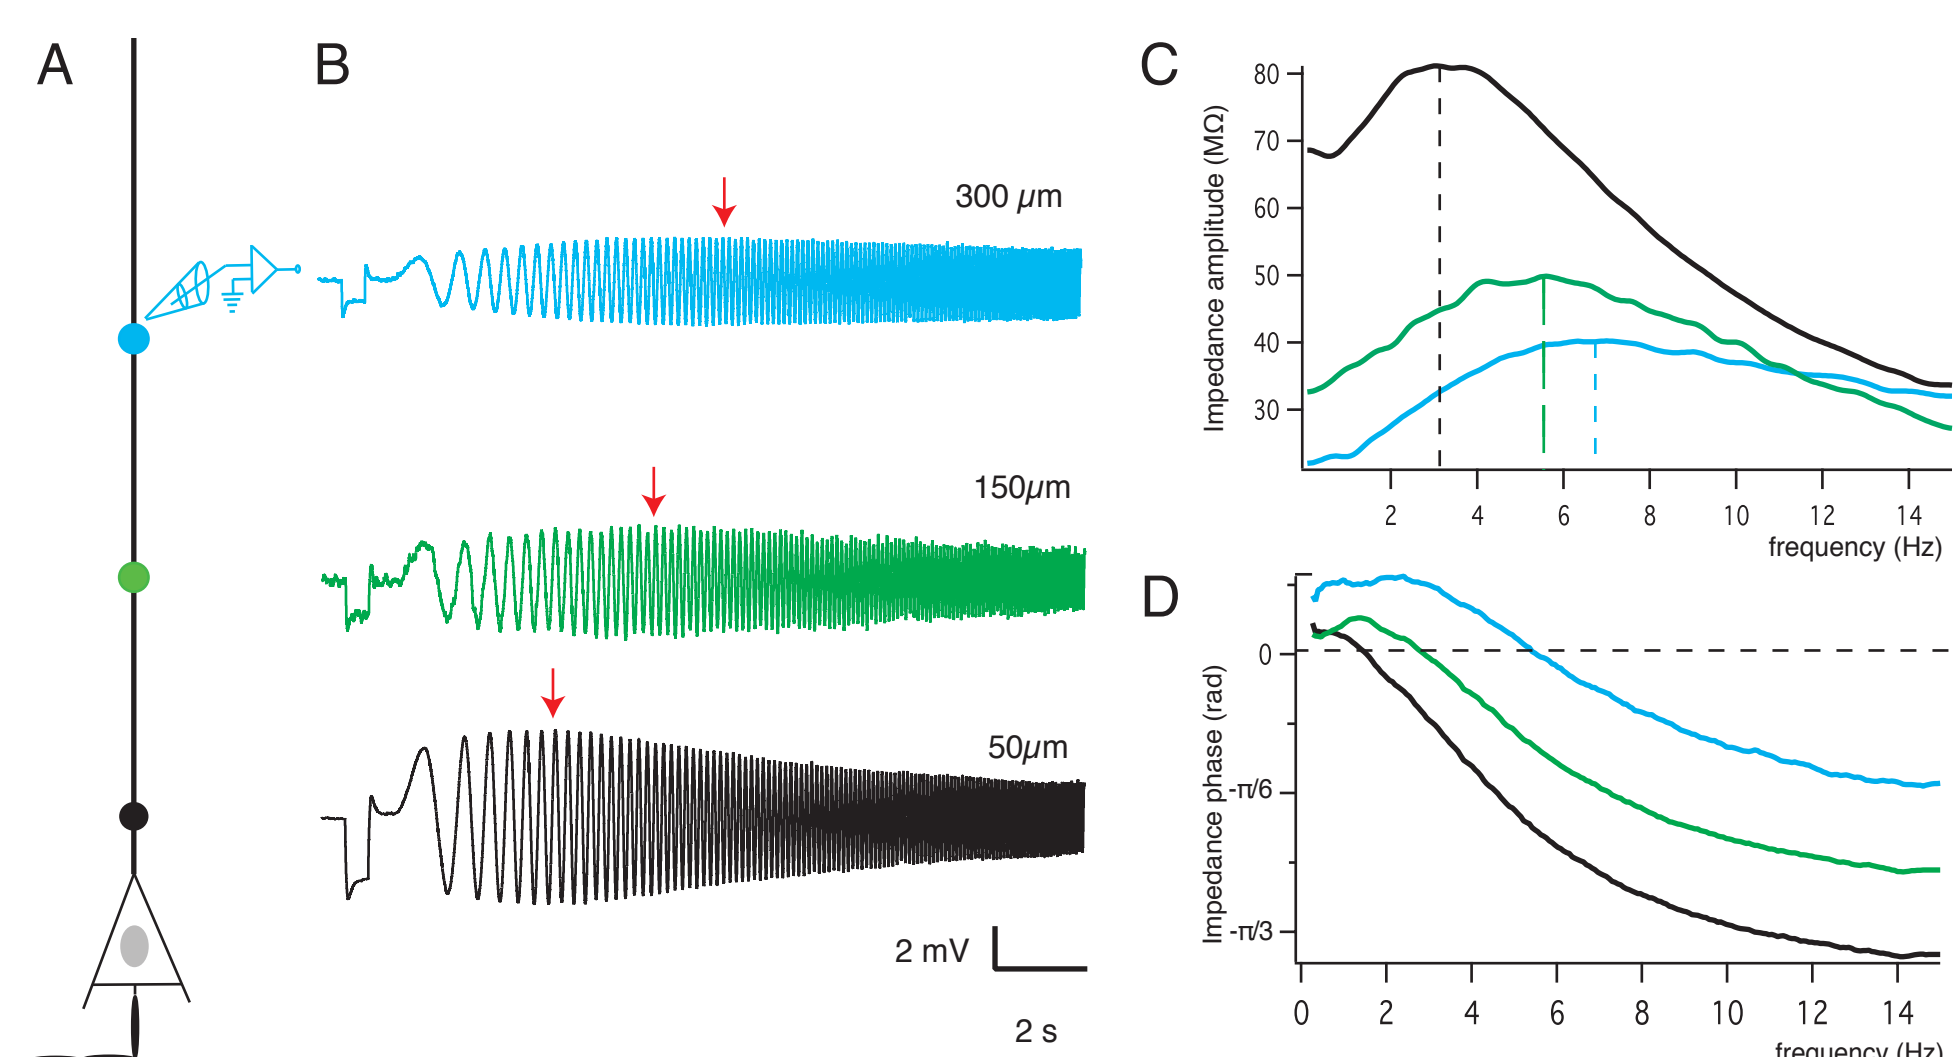 A
B
300 µm
150µm
50µm
2 mV
2 s
C
Impedance amplitude (MΩ)
80
70
60
50
40
30
2 4 6 8 10 12 14
frequency (Hz)
D
Impedance phase (rad)
0
-π/6
-π/3
0 2 4 6 8 10 12 14
frequency (Hz)